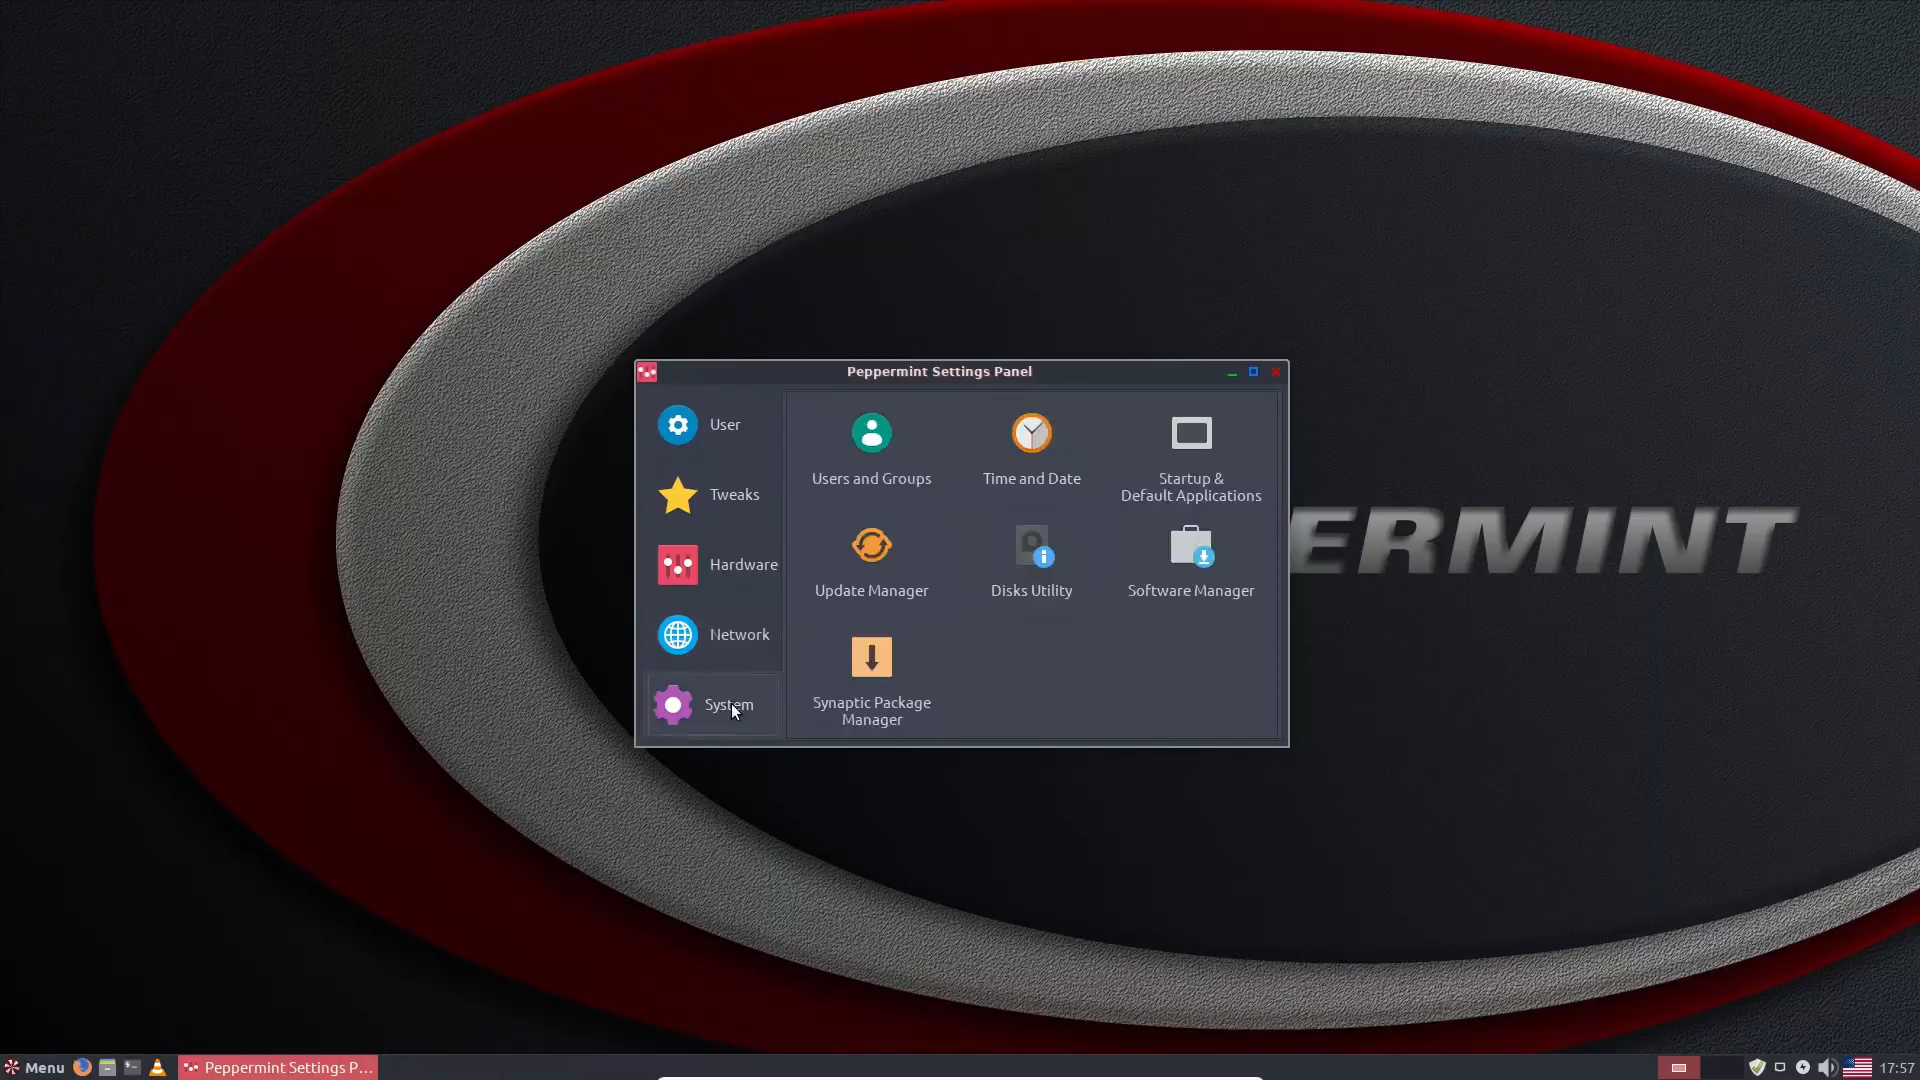 Peppermint Settings Panel
User
Tweaks
Hardware
Network
System
Users and Groups
Time and Date
Startup &
Default Applications
Update Manager
Disks Utility
Software Manager
Synaptic Package
Manager
ERMINT
Menu
Peppermint Settings P...
17:57